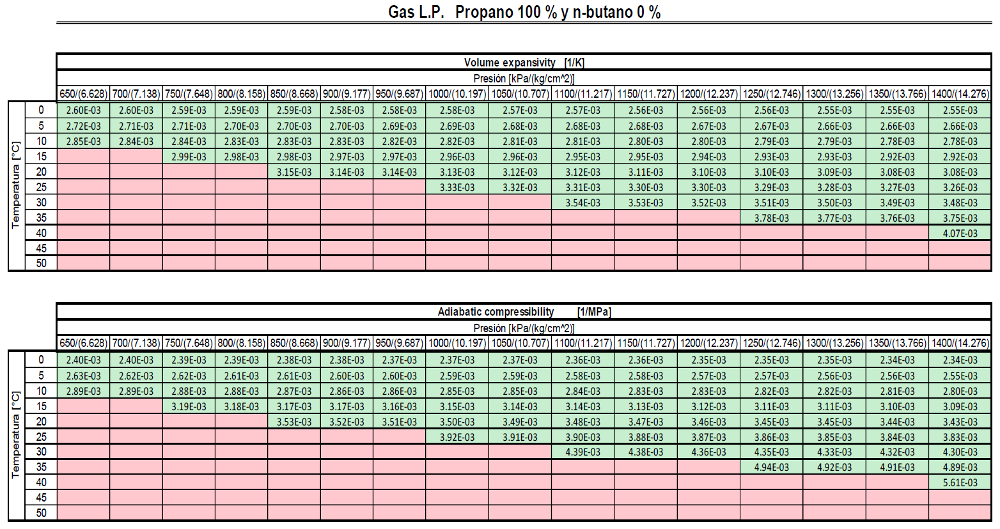 Gas L.P. Propano 100 % y n-butano 0 %
Volume expansivity [1/K]
Presión [kPa/(kg/cm^2)]
650/(6.628) 700/(7.138) 750/(7.648) 800/(8.158) 850/(8.668) 900/(9.177) 950/(9.687) 1000/(10.197) 1050/(10.707) 1100/(11.217) 1150/(11.727) 1200/(12.237) 1250/(12.746) 1300/(13.256) 1350/(13.766) 1400/(14.276)
Temperatura [°C]
0 2.60E-03 2.60E-03 2.59E-03 2.59E-03 2.59E-03 2.58E-03 2.58E-03 2.58E-03 2.57E-03 2.57E-03 2.56E-03 2.56E-03 2.56E-03 2.55E-03 2.55E-03 2.55E-03
5 2.72E-03 2.71E-03 2.71E-03 2.70E-03 2.70E-03 2.70E-03 2.69E-03 2.69E-03 2.68E-03 2.68E-03 2.68E-03 2.67E-03 2.67E-03 2.66E-03 2.66E-03 2.66E-03
10 2.85E-03 2.84E-03 2.84E-03 2.83E-03 2.83E-03 2.83E-03 2.82E-03 2.82E-03 2.81E-03 2.81E-03 2.80E-03 2.80E-03 2.79E-03 2.79E-03 2.78E-03 2.78E-03
15 2.99E-03 2.98E-03 2.98E-03 2.97E-03 2.97E-03 2.96E-03 2.96E-03 2.95E-03 2.95E-03 2.94E-03 2.93E-03 2.93E-03 2.92E-03 2.92E-03
20 3.15E-03 3.14E-03 3.14E-03 3.13E-03 3.12E-03 3.12E-03 3.11E-03 3.10E-03 3.10E-03 3.09E-03 3.08E-03 3.08E-03
25 3.33E-03 3.32E-03 3.31E-03 3.30E-03 3.30E-03 3.29E-03 3.28E-03 3.27E-03 3.26E-03
30 3.54E-03 3.53E-03 3.52E-03 3.51E-03 3.50E-03 3.49E-03 3.48E-03
35 3.78E-03 3.77E-03 3.76E-03 3.75E-03
40 4.07E-03
45
50
Adiabatic compressibility [1/MPa]
Presión [kPa/(kg/cm^2)]
650/(6.628) 700/(7.138) 750/(7.648) 800/(8.158) 850/(8.668) 900/(9.177) 950/(9.687) 1000/(10.197) 1050/(10.707) 1100/(11.217) 1150/(11.727) 1200/(12.237) 1250/(12.746) 1300/(13.256) 1350/(13.766) 1400/(14.276)
Temperatura [°C]
0 2.40E-03 2.40E-03 2.39E-03 2.39E-03 2.38E-03 2.38E-03 2.37E-03 2.37E-03 2.37E-03 2.36E-03 2.36E-03 2.35E-03 2.35E-03 2.35E-03 2.34E-03 2.34E-03
5 2.63E-03 2.62E-03 2.62E-03 2.61E-03 2.61E-03 2.60E-03 2.60E-03 2.59E-03 2.59E-03 2.58E-03 2.58E-03 2.57E-03 2.57E-03 2.56E-03 2.56E-03 2.55E-03
10 2.89E-03 2.89E-03 2.88E-03 2.88E-03 2.87E-03 2.86E-03 2.86E-03 2.85E-03 2.85E-03 2.84E-03 2.83E-03 2.83E-03 2.82E-03 2.82E-03 2.81E-03 2.80E-03
15 3.19E-03 3.18E-03 3.17E-03 3.17E-03 3.16E-03 3.15E-03 3.14E-03 3.14E-03 3.13E-03 3.12E-03 3.11E-03 3.11E-03 3.10E-03 3.09E-03
20 3.53E-03 3.52E-03 3.51E-03 3.50E-03 3.49E-03 3.48E-03 3.47E-03 3.46E-03 3.45E-03 3.45E-03 3.44E-03 3.43E-03
25 3.92E-03 3.91E-03 3.90E-03 3.88E-03 3.87E-03 3.86E-03 3.85E-03 3.84E-03 3.83E-03
30 4.39E-03 4.38E-03 4.36E-03 4.35E-03 4.33E-03 4.32E-03 4.30E-03
35 4.94E-03 4.92E-03 4.91E-03 4.89E-03
40 5.61E-03
45
50